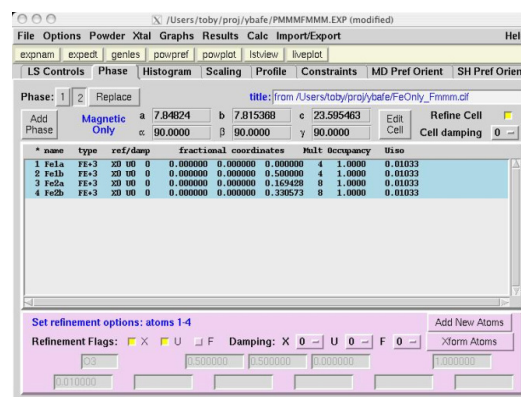 /Users/toby/proj/ybafe/PMMMFMMM.EXP (modified)
File Options Powder Xtal Graphs Results Calc Import/Export Hel
expnam expedt genles powpref powplot lstview liveplot
LS Controls Phase Histogram Scaling Profile Constraints MD Pref Orient SH Pref Orien
Phase: 1 2 Replace title: from /Users/toby/proj/ybafe/FeOnly_Fmmm.cif
Add Phase Magnetic Only a 7.84824 b 7.815368 c 23.595463 Edit Cell Refine Cell
α 90.0000 β 90.0000 γ 90.0000 Cell damping 0
* name type ref/damp fractional coordinates Mult Occupancy Uiso
1 Fe1a FE+3 X0 U0 0 0.000000 0.000000 0.000000 4 1.0000 0.01033
2 Fe1b FE+3 X0 U0 0 0.000000 0.000000 0.500000 4 1.0000 0.01033
3 Fe2a FE+3 X0 U0 0 0.000000 0.000000 0.169428 8 1.0000 0.01033
4 Fe2b FE+3 X0 U0 0 0.000000 0.000000 0.330573 8 1.0000 0.01033
Set refinement options: atoms 1-4 Add New Atoms
Refinement Flags: X U F Damping: X 0 U 0 F 0 Xform Atoms
O3 0.500000 0.500000 0.000000 1.000000
0.010000